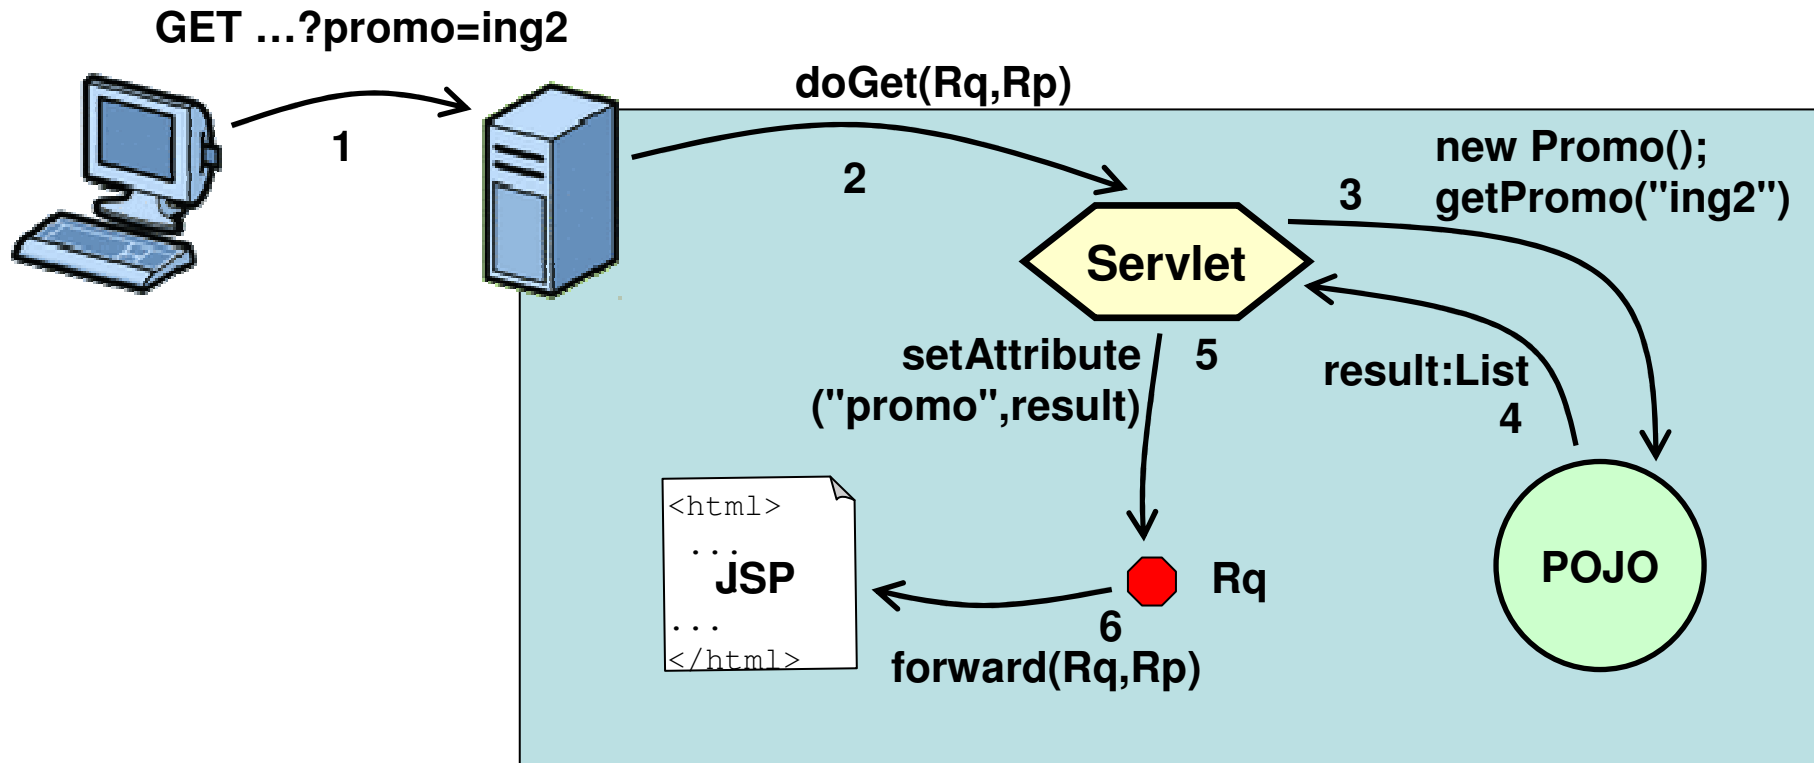 GET …?promo=ing2
doGet(Rq,Rp)
1
2
3
new Promo();
getPromo("ing2")
Servlet
setAttribute
("promo",result)
5
result:List
4
<html>
...
JSP
...
</html>
Rq
POJO
6
forward(Rq,Rp)